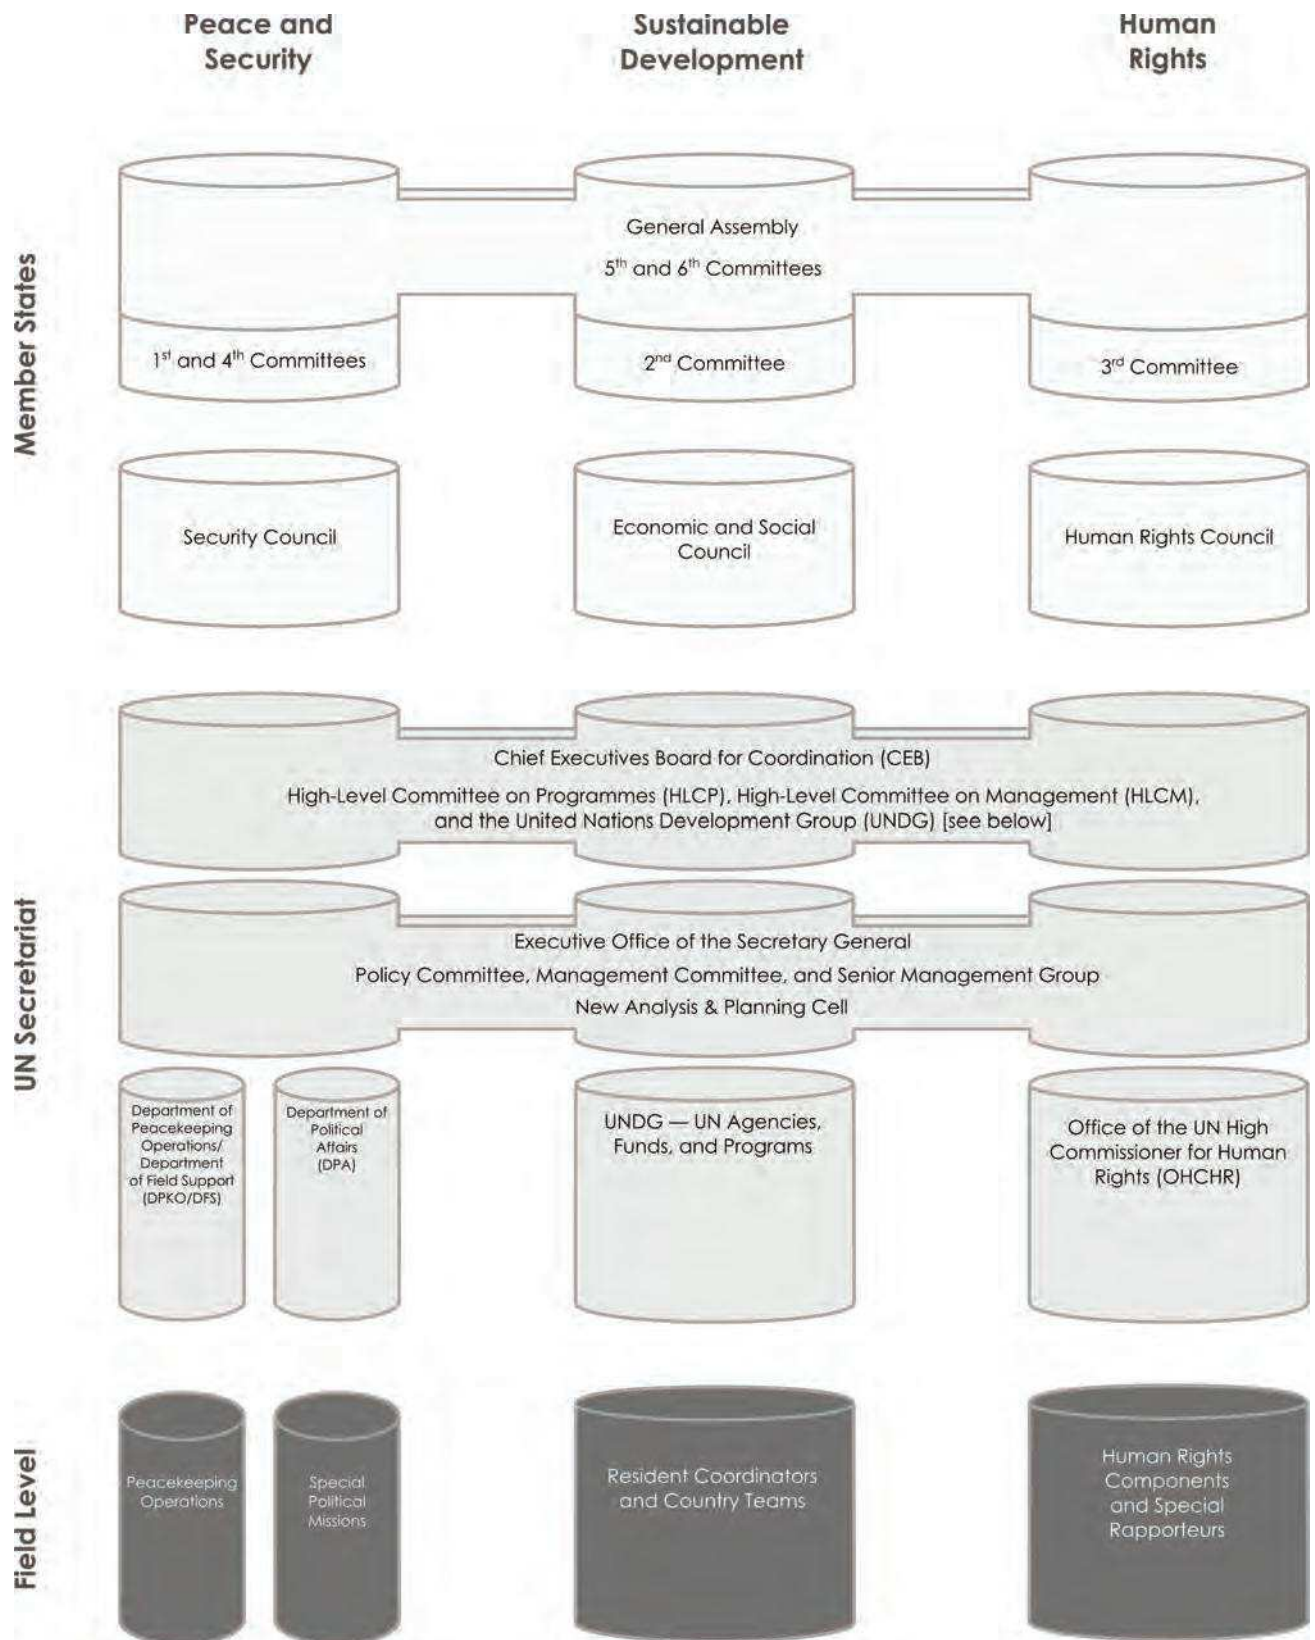 Peace and
Security
Sustainable
Development
Human
Rights
Member States
General Assembly
5th and 6th Committees
1st and 4th Committees
2nd Committee
3rd Committee
Security Council
Economic and Social
Council
Human Rights Council
UN Secretariat
Chief Executives Board for Coordination (CEB)
High-Level Committee on Programmes (HLCP), High-Level Committee on Management (HLCM),
and the United Nations Development Group (UNDG) [see below]
Executive Office of the Secretary General
Policy Committee, Management Committee, and Senior Management Group
New Analysis & Planning Cell
Department of
Peacekeeping
Operations/
Department
of Field Support
(DPKO/DFS)
Department of
Political
Affairs
(DPA)
UNDG — UN Agencies,
Funds, and Programs
Office of the UN High
Commissioner for Human
Rights (OHCHR)
Field Level
Peacekeeping
Operations
Special
Political
Missions
Resident Coordinators
and Country Teams
Human Rights
Components
and Special
Rapporteurs